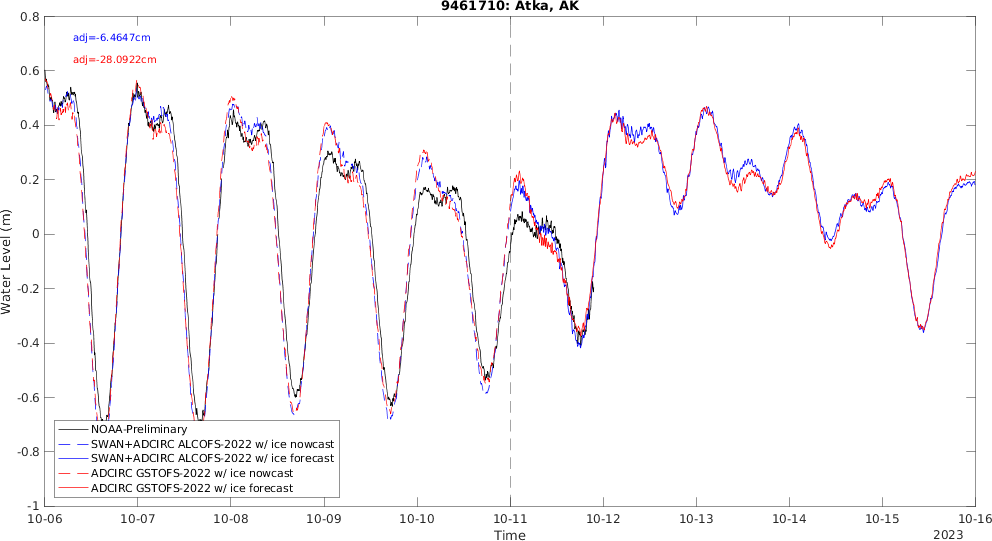 9461710: Atka, AK
adj=-6.4647cm
adj=-28.0922cm
Water Level (m)
0.8
0.6
0.4
0.2
0
-0.2
-0.4
-0.6
-0.8
-1
NOAA-Preliminary
SWAN+ADCIRC ALCOFS-2022 w/ ice nowcast
SWAN+ADCIRC ALCOFS-2022 w/ ice forecast
ADCIRC GSTOFS-2022 w/ ice nowcast
ADCIRC GSTOFS-2022 w/ ice forecast
10-06 10-07 10-08 10-09 10-10 10-11 10-12 10-13 10-14 10-15 10-16
Time
2023